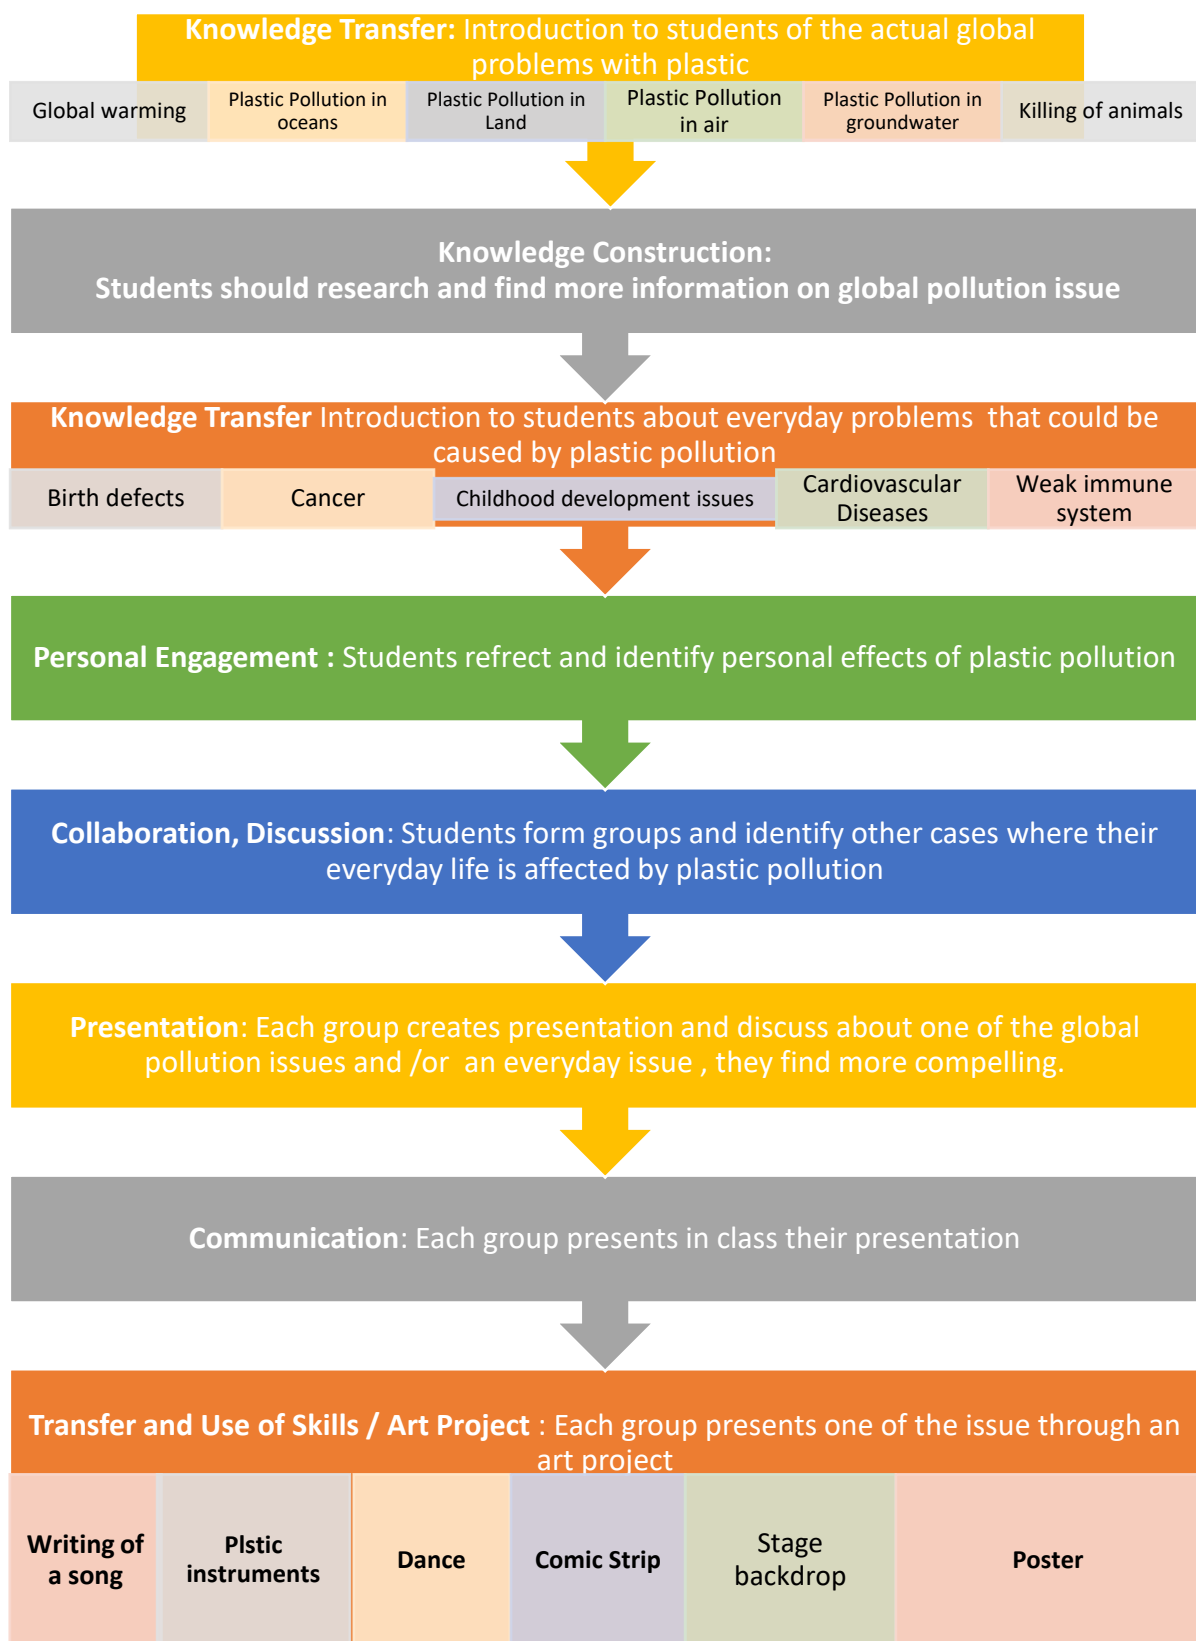 Knowledge Transfer: Introduction to students of the actual global
problems with plastic
Global warming
Plastic Pollution in
oceans
Plastic Pollution in
Land
Plastic Pollution
in air
Plastic Pollution in
groundwater
Killing of animals
Knowledge Construction:
Students should research and find more information on global pollution issue
Knowledge Transfer Introduction to students about everyday problems that could be
caused by plastic pollution
Birth defects
Cancer
Childhood development issues
Cardiovascular
Diseases
Weak immune
system
Personal Engagement : Students refrect and identify personal effects of plastic pollution
Collaboration, Discussion: Students form groups and identify other cases where their
everyday life is affected by plastic pollution
Presentation: Each group creates presentation and discuss about one of the global
pollution issues and /or an everyday issue , they find more compelling.
Communication: Each group presents in class their presentation
Transfer and Use of Skills / Art Project : Each group presents one of the issue through an
art project
Writing of
a song
Plstic
instruments
Dance
Comic Strip
Stage
backdrop
Poster